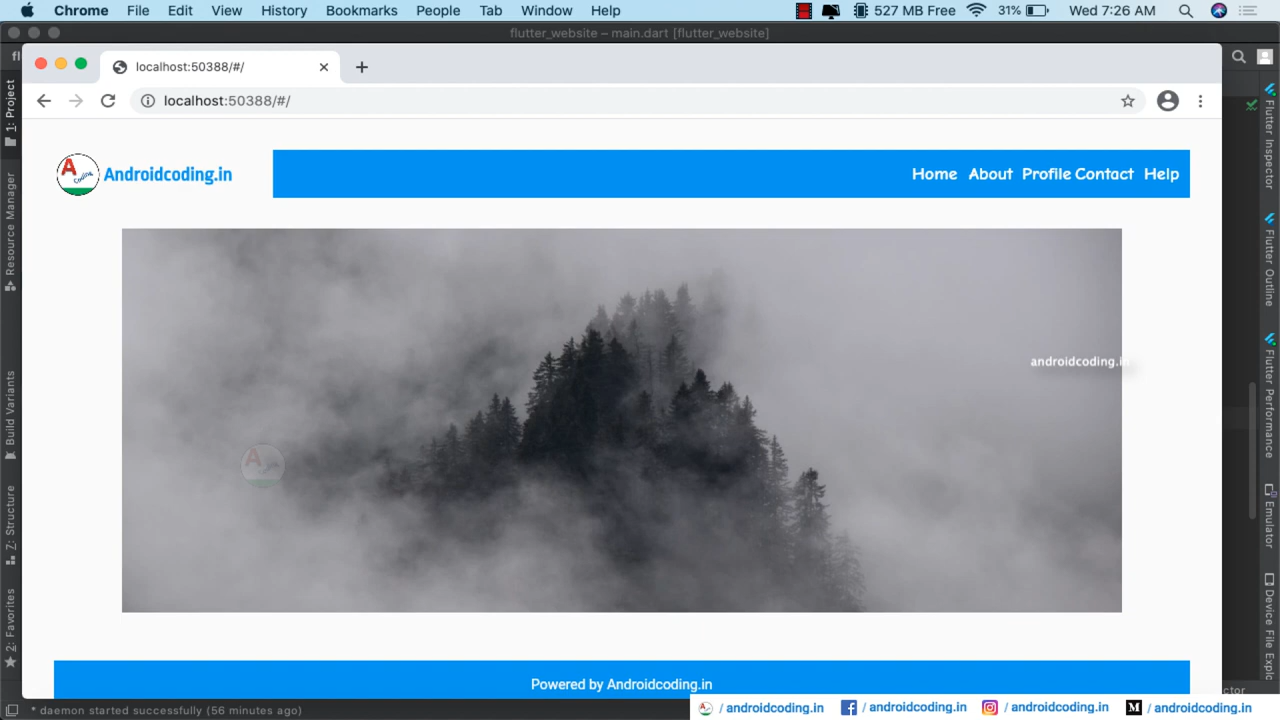 Chrome File Edit View History Bookmarks People Tab Window Help 527 MB Free 31% Wed 7:26 AM
flutter_website – main.dart [flutter_website]
localhost:50388/#/
localhost:50388/#/
A Coding Androidcoding.in
Home About Profile Contact Help
androidcoding.in
Powered by Androidcoding.in
1: Project
Resource Manager
Build Variants
7: Structure
2: Favorites
Flutter Inspector
Flutter Outline
Flutter Performance
Emulator
Device File Explo
* daemon started successfully (56 minutes ago)
/ androidcoding.in / androidcoding.in / androidcoding.in / androidcoding.in